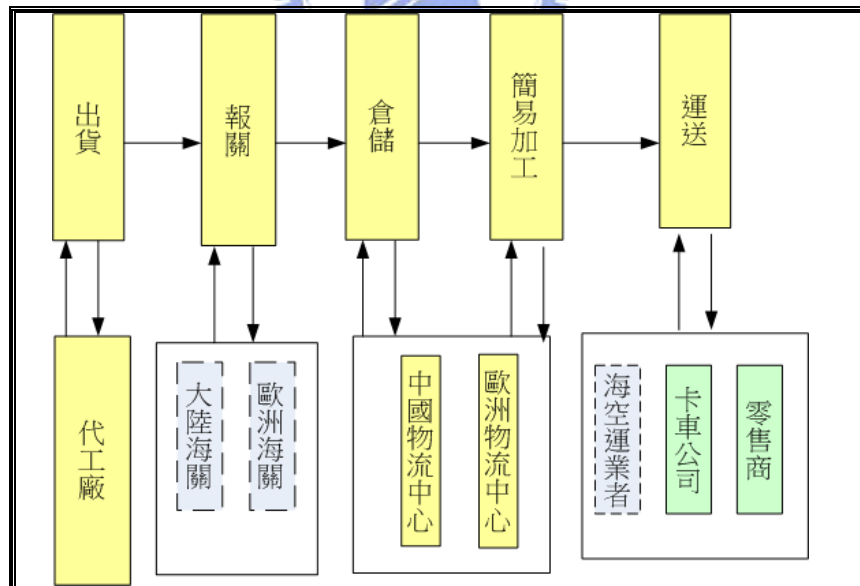 出貨
報關
倉儲
簡易加工
運送
代工廠
大陸海關
歐洲海關
中國物流中心
歐洲物流中心
海空運業者
卡車公司
零售商